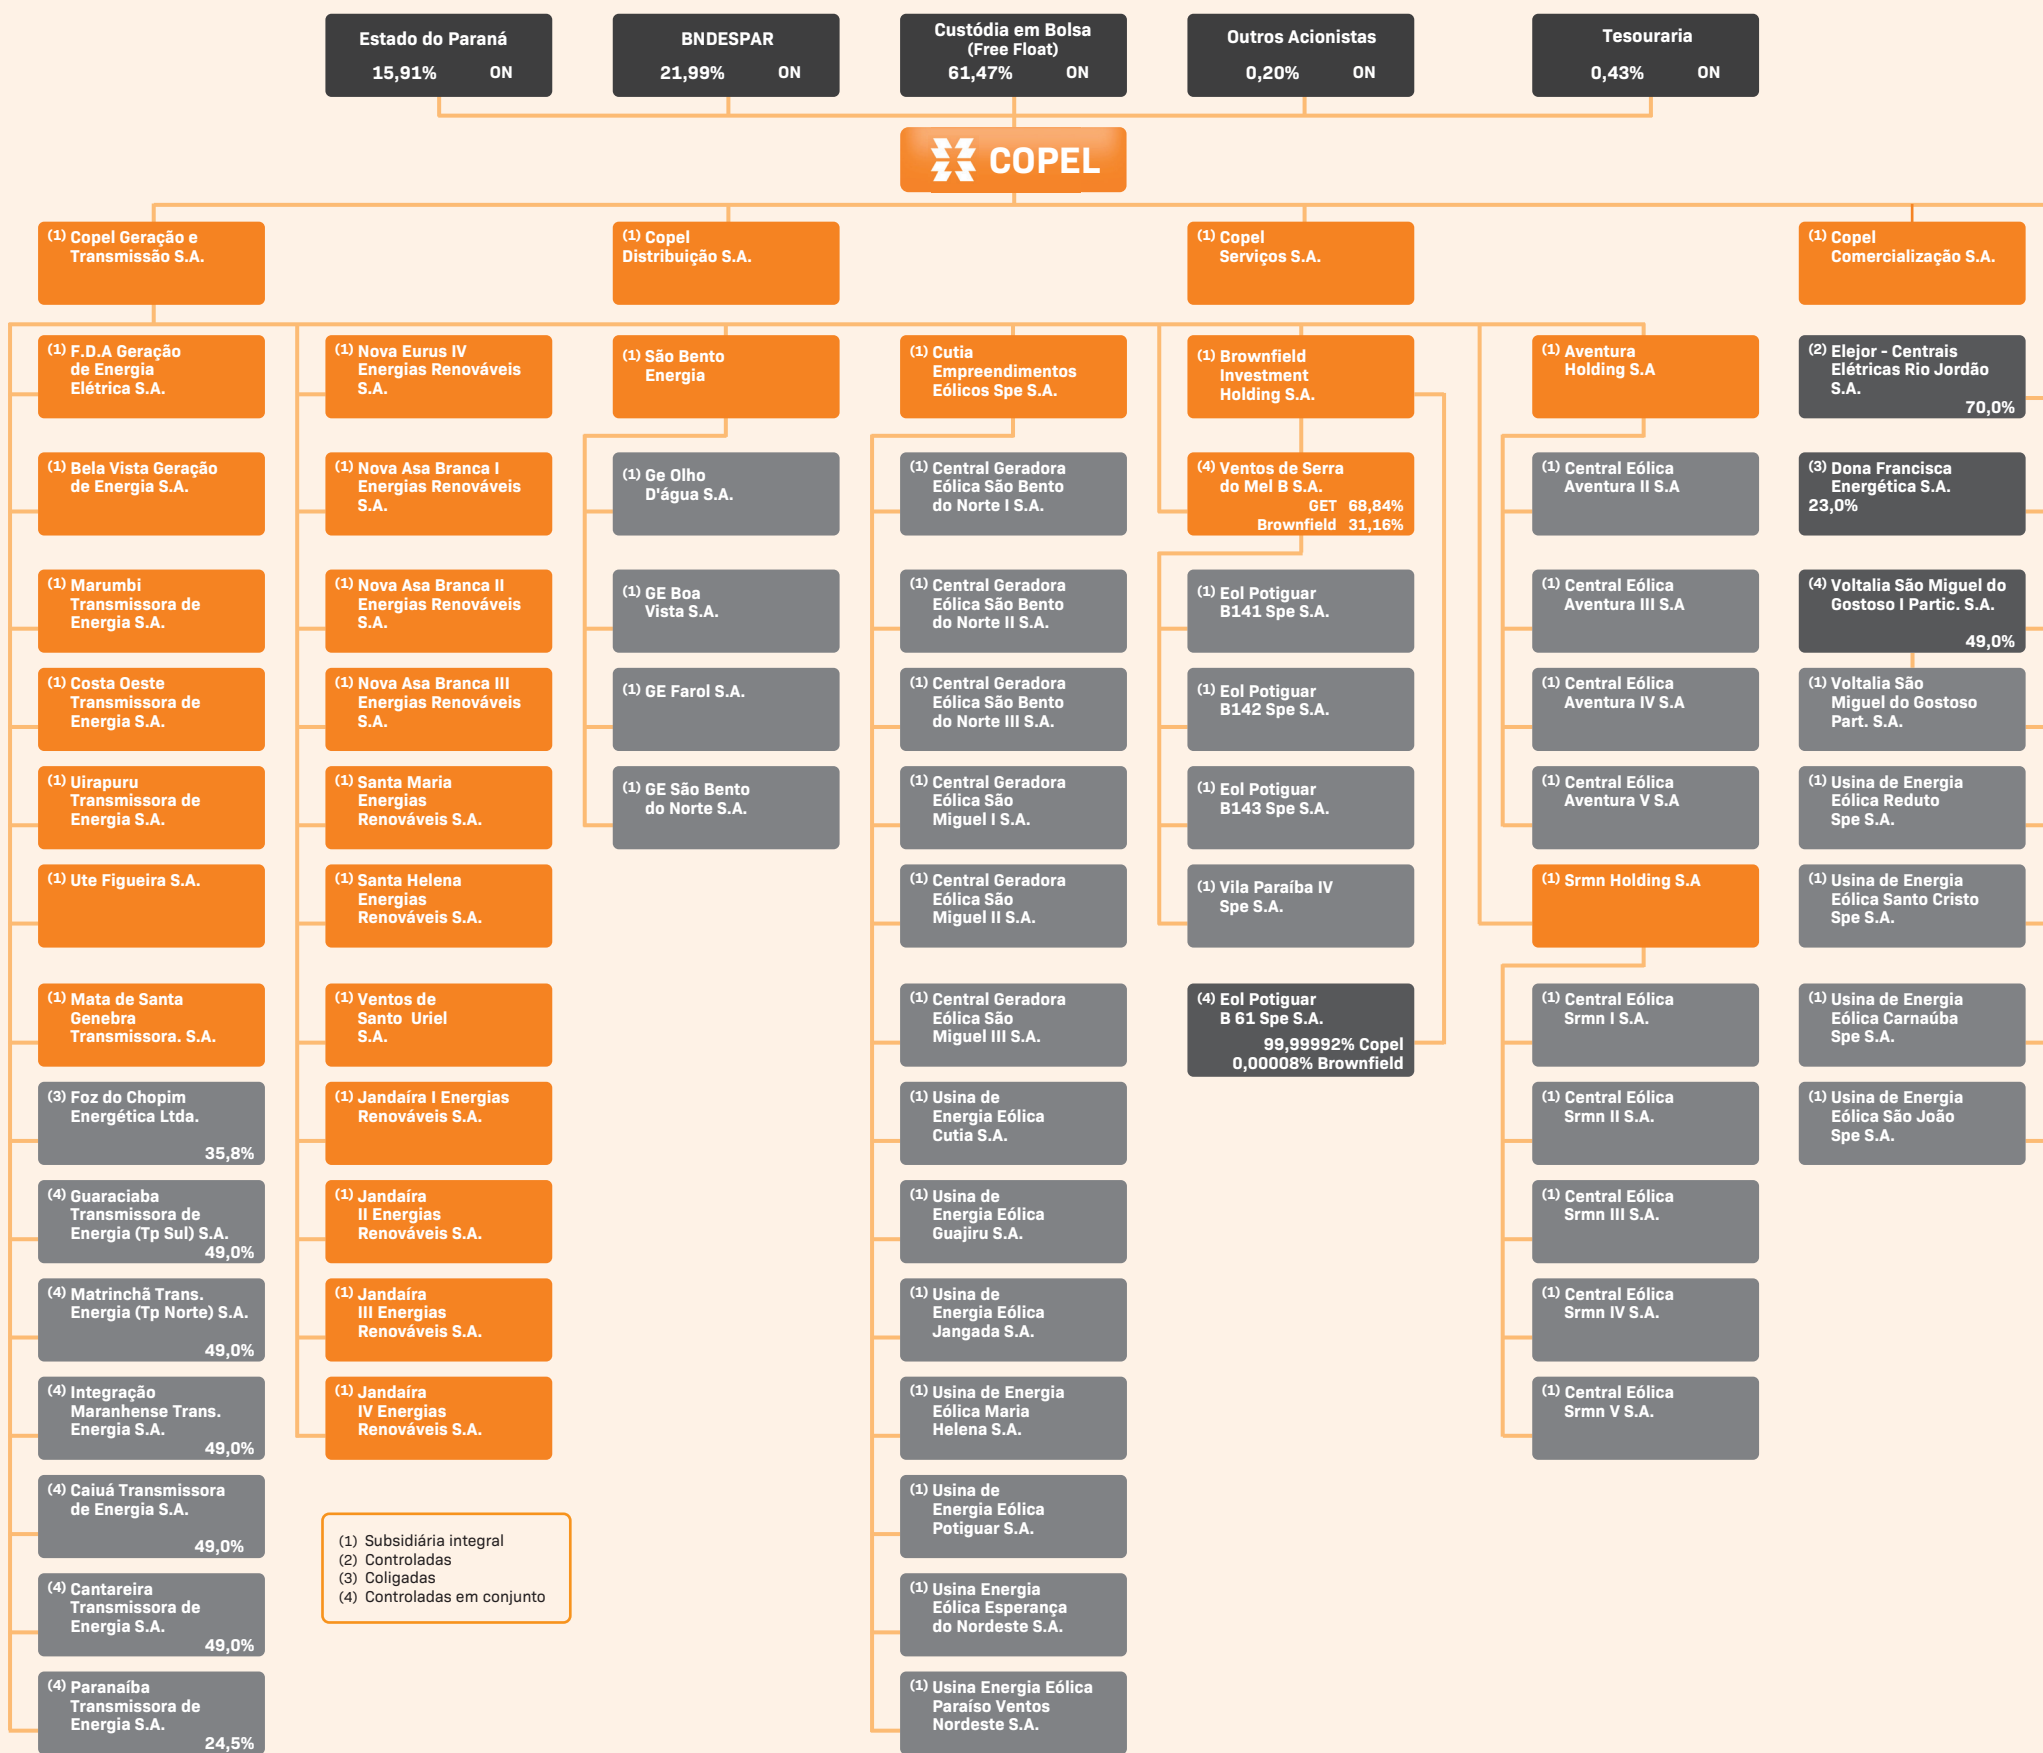 Estado do Paraná
15,91% ON
BNDESPAR
21,99% ON
Custódia em Bolsa
(Free Float)
61,47% ON
Outros Acionistas
0,20% ON
Tesouraria
0,43% ON
COPEL
(1) Copel Geração e
Transmissão S.A.
(1) Copel
Distribuição S.A.
(1) Copel
Serviços S.A.
(1) Copel
Comercialização S.A.
(1) F.D.A Geração
de Energia
Elétrica S.A.
(1) Bela Vista Geração
de Energia S.A.
(1) Marumbi
Transmissora de
Energia S.A.
(1) Costa Oeste
Transmissora de
Energia S.A.
(1) Uirapuru
Transmissora de
Energia S.A.
(1) Ute Figueira S.A.
(1) Mata de Santa
Genebra
Transmissora. S.A.
(3) Foz do Chopim
Energética Ltda.
35,8%
(4) Guaraciaba
Transmissora de
Energia (Tp Sul) S.A.
49,0%
(4) Matrinchã Trans.
Energia (Tp Norte) S.A.
49,0%
(4) Integração
Maranhense Trans.
Energia S.A.
49,0%
(4) Caiuá Transmissora
de Energia S.A.
49,0%
(4) Cantareira
Transmissora de
Energia S.A.
49,0%
(4) Paranaíba
Transmissora de
Energia S.A.
24,5%
(1) Nova Eurus IV
Energias Renováveis
S.A.
(1) Nova Asa Branca I
Energias Renováveis
S.A.
(1) Nova Asa Branca II
Energias Renováveis
S.A.
(1) Nova Asa Branca III
Energias Renováveis
S.A.
(1) Santa Maria
Energias
Renováveis S.A.
(1) Santa Helena
Energias
Renováveis S.A.
(1) Ventos de
Santo Uriel
S.A.
(1) Jandaíra I Energias
Renováveis S.A.
(1) Jandaíra
II Energias
Renováveis S.A.
(1) Jandaíra
III Energias
Renováveis S.A.
(1) Jandaíra
IV Energias
Renováveis S.A.
(1) Subsidiária integral
(2) Controladas
(3) Coligadas
(4) Controladas em conjunto
(1) São Bento
Energia
(1) Ge Olho
D'água S.A.
(1) GE Boa
Vista S.A.
(1) GE Farol S.A.
(1) GE São Bento
do Norte S.A.
(1) Cutia
Empreendimentos
Eólicos Spe S.A.
(1) Central Geradora
Eólica São Bento
do Norte I S.A.
(1) Central Geradora
Eólica São Bento
do Norte II S.A.
(1) Central Geradora
Eólica São Bento
do Norte III S.A.
(1) Central Geradora
Eólica São
Miguel I S.A.
(1) Central Geradora
Eólica São
Miguel II S.A.
(1) Central Geradora
Eólica São
Miguel III S.A.
(1) Usina de
Energia Eólica
Cutia S.A.
(1) Usina de
Energia Eólica
Guajiru S.A.
(1) Usina de
Energia Eólica
Jangada S.A.
(1) Usina de Energia
Eólica Maria
Helena S.A.
(1) Usina de
Energia Eólica
Potiguar S.A.
(1) Usina Energia
Eólica Esperança
do Nordeste S.A.
(1) Usina Energia Eólica
Paraíso Ventos
Nordeste S.A.
(1) Brownfield
Investment
Holding S.A.
(4) Ventos de Serra
do Mel B S.A.
GET 68,84%
Brownfield 31,16%
(1) Eol Potiguar
B141 Spe S.A.
(1) Eol Potiguar
B142 Spe S.A.
(1) Eol Potiguar
B143 Spe S.A.
(1) Vila Paraíba IV
Spe S.A.
(4) Eol Potiguar
B 61 Spe S.A.
99,99992% Copel
0,00008% Brownfield
(1) Aventura
Holding S.A
(1) Central Eólica
Aventura II S.A
(1) Central Eólica
Aventura III S.A
(1) Central Eólica
Aventura IV S.A
(1) Central Eólica
Aventura V S.A
(1) Srmn Holding S.A
(1) Central Eólica
Srmn I S.A.
(1) Central Eólica
Srmn II S.A.
(1) Central Eólica
Srmn III S.A.
(1) Central Eólica
Srmn IV S.A.
(1) Central Eólica
Srmn V S.A.
(2) Elejor - Centrais
Elétricas Rio Jordão
S.A.
70,0%
(3) Dona Francisca
Energética S.A.
23,0%
(4) Voltalia São Miguel do
Gostoso I Partic. S.A.
49,0%
(1) Voltalia São
Miguel do Gostoso
Part. S.A.
(1) Usina de Energia
Eólica Reduto
Spe S.A.
(1) Usina de Energia
Eólica Santo Cristo
Spe S.A.
(1) Usina de Energia
Eólica Carnaúba
Spe S.A.
(1) Usina de Energia
Eólica São João
Spe S.A.